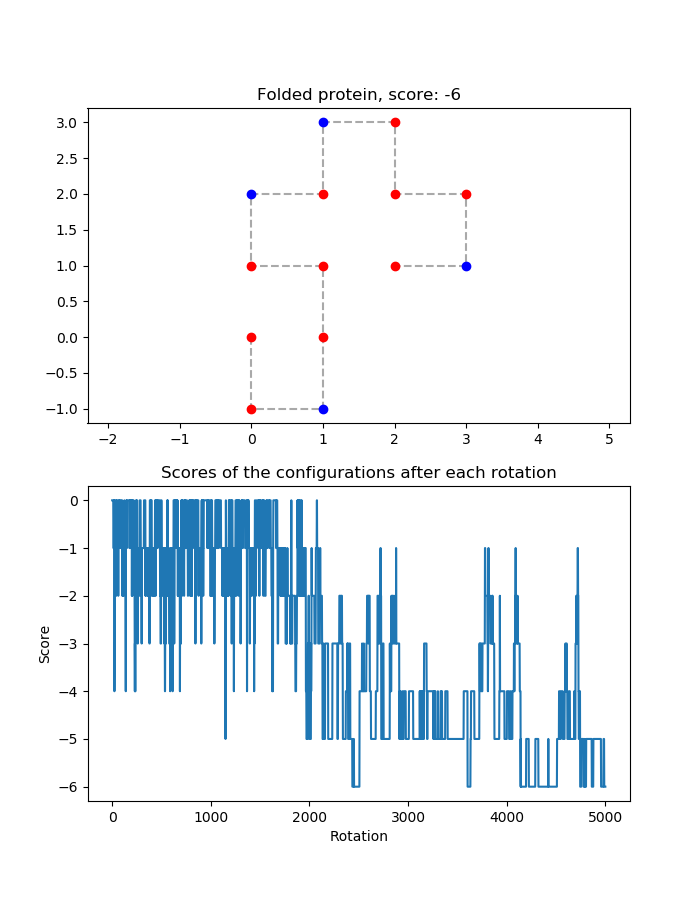 Folded protein, score: -6
3.0
2.5
2.0
1.5
1.0
0.5
0.0
−0.5
−1.0
−2 −1 0 1 2 3 4 5
Scores of the configurations after each rotation
0
−1
−2
−3
−4
−5
−6
Score
0 1000 2000 3000 4000 5000
Rotation